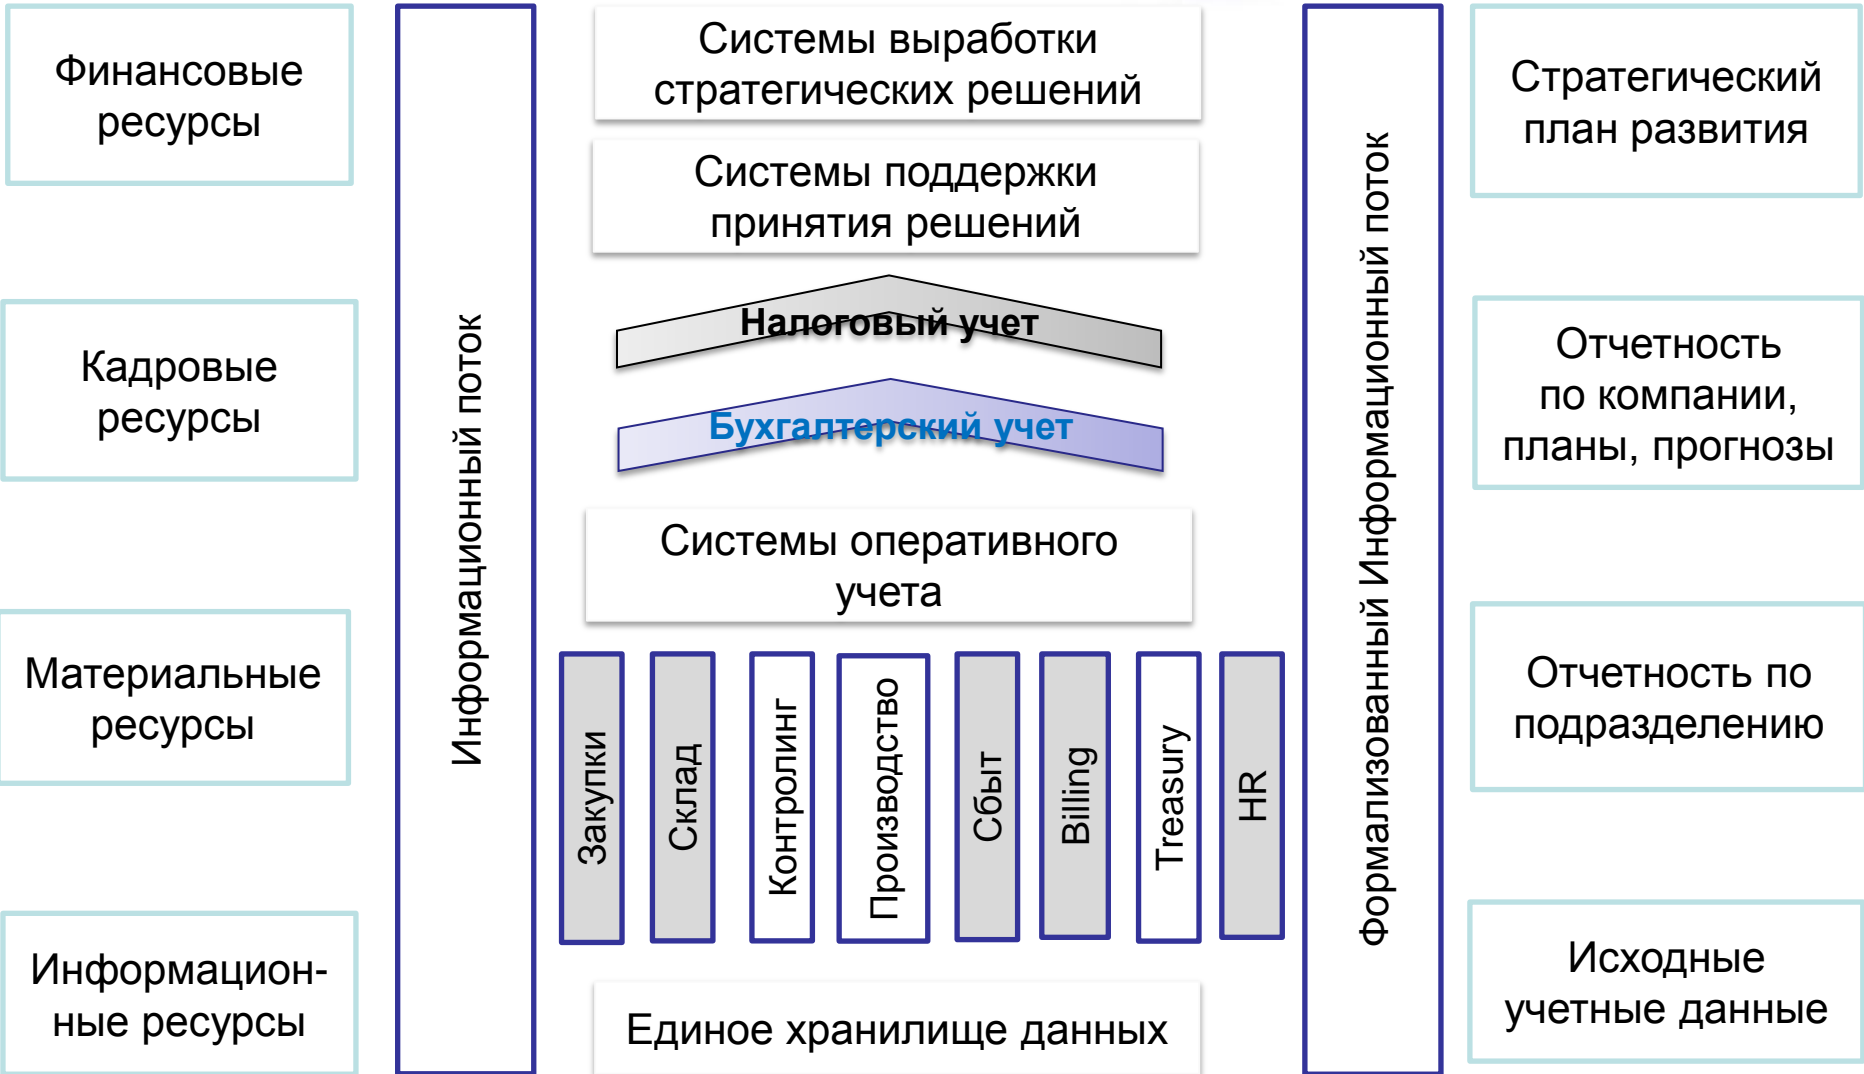 Финансовые
ресурсы
Кадровые
ресурсы
Материальные
ресурсы
Информацион-
ные ресурсы
Информационный поток
Системы выработки
стратегических решений
Системы поддержки
принятия решений
Налоговый учет
Бухгалтерский учет
Системы оперативного
учета
Закупки
Склад
Контролинг
Производство
Сбыт
Billing
Treasury
HR
Единое хранилище данных
Формализованный Информационный поток
Стратегический
план развития
Отчетность
по компании,
планы, прогнозы
Отчетность по
подразделению
Исходные
учетные данные